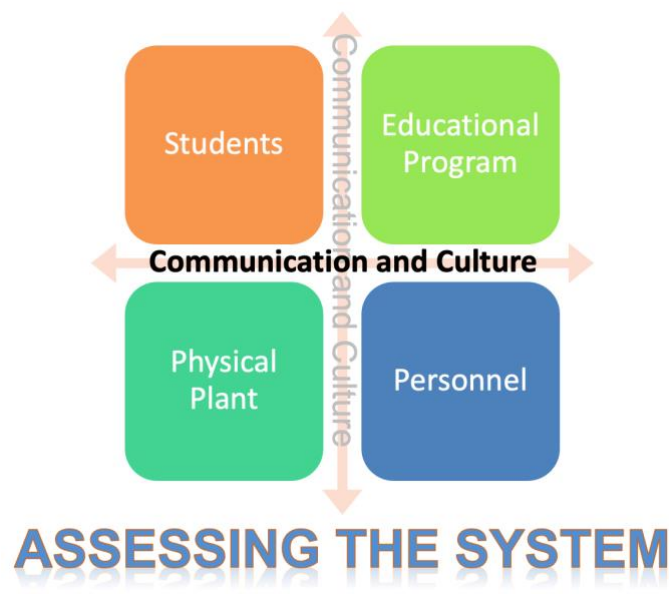 Communication and Culture
Students
Educational
Program
Communication and Culture
Physical
Plant
Personnel
ASSESSING THE SYSTEM